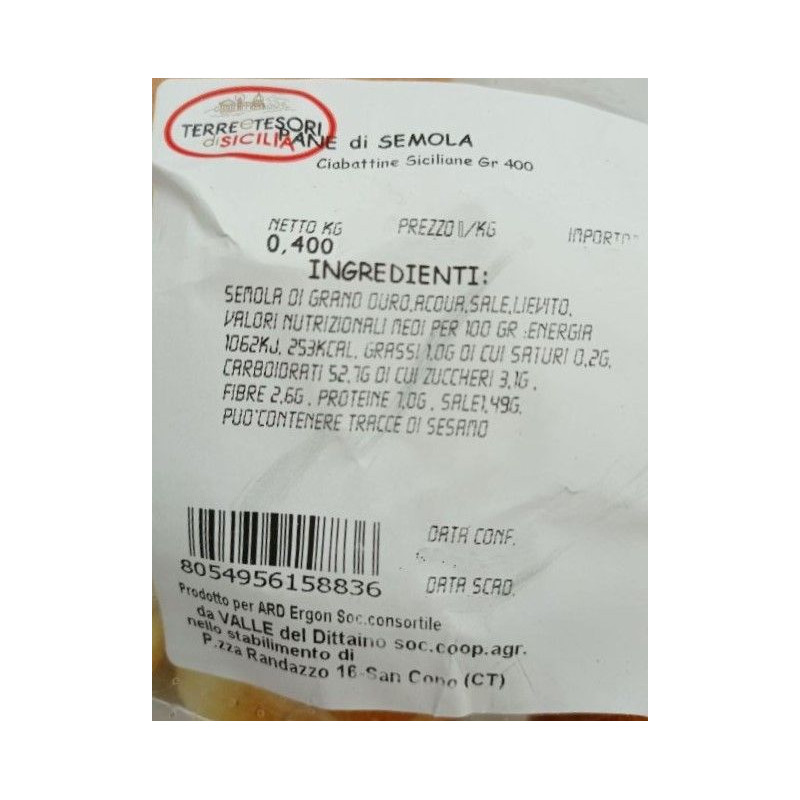 TERRE e TESORI
di SICILIA
PANE di SEMOLA
Ciabattine Siciliane Gr 400
NETTO KG PREZZO €/KG IMPORTO
0,400
INGREDIENTI:
SEMOLA DI GRANO DURO,ACQUA,SALE,LIEVITO.
VALORI NUTRIZIONALI MEDI PER 100 GR :ENERGIA
1062KJ, 253KCAL, GRASSI 1,0G DI CUI SATURI 0,2G,
CARBOIDRATI 52,7G DI CUI ZUCCHERI 3,1G ,
FIBRE 2,6G , PROTEINE 7,0G , SALE1,49G.
PUO'CONTENERE TRACCE DI SESAMO
DATA CONF.
8054956158836
DATA SCAD.
Prodotto per ARD Ergon Soc.consortile
da VALLE del Dittaino soc.coop.agr.
nello stabilimento di
P.zza Randazzo 16-San Cono (CT)